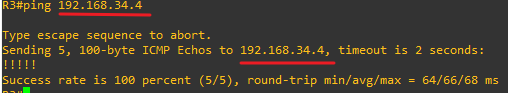 R3#ping 192.168.34.4
Type escape sequence to abort.
Sending 5, 100-byte ICMP Echos to 192.168.34.4, timeout is 2 seconds:
!!!!!
Success rate is 100 percent (5/5), round-trip min/avg/max = 64/66/68 ms
R3#